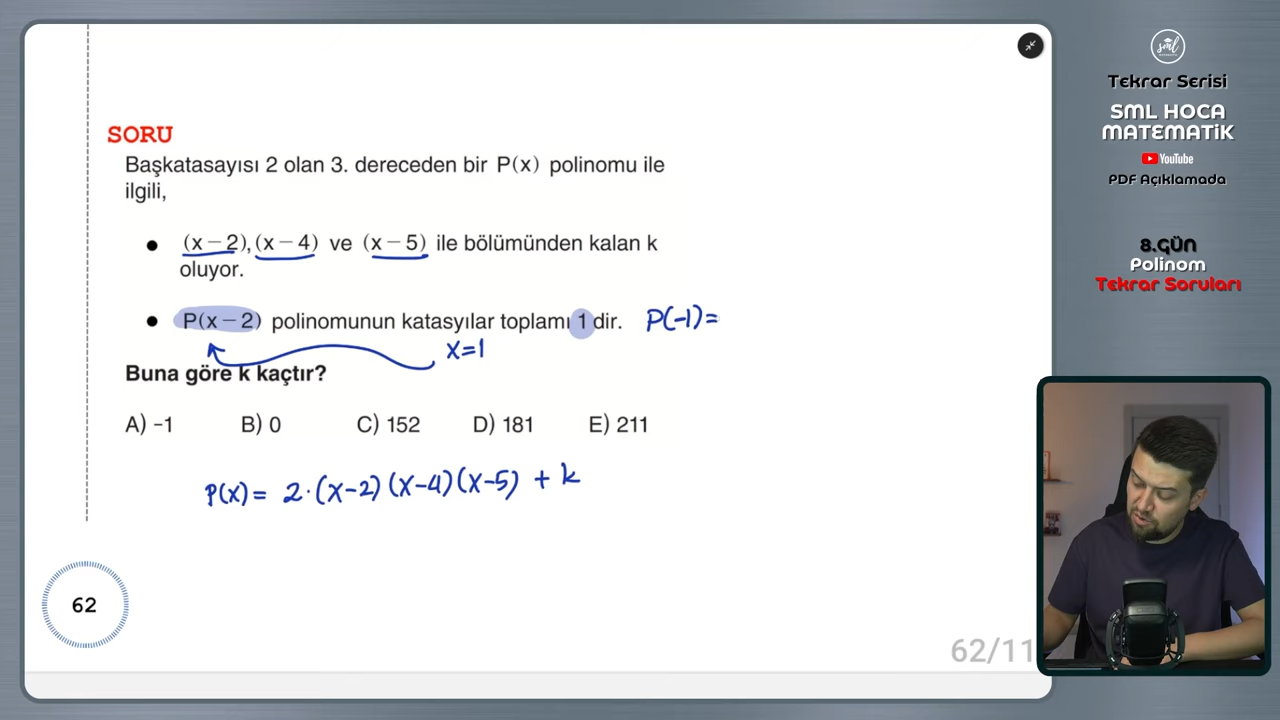 SORU
Başkatasayısı 2 olan 3. dereceden bir P(x) polinomu ile
ilgili,
● (x − 2), (x − 4) ve (x − 5) ile bölümünden kalan k
oluyor.
● P(x − 2) polinomunun katasyılar toplamı 1 dir. P(-1)=
x=1
Buna göre k kaçtır?
A) -1 B) 0 C) 152 D) 181 E) 211
P(x)= 2·(x-2)(x-4)(x-5) + k
62
62/11
sml
Tekrar Serisi
SML HOCA
MATEMATİK
YouTube
PDF Açıklamada
8.GÜN
Polinom
Tekrar Soruları